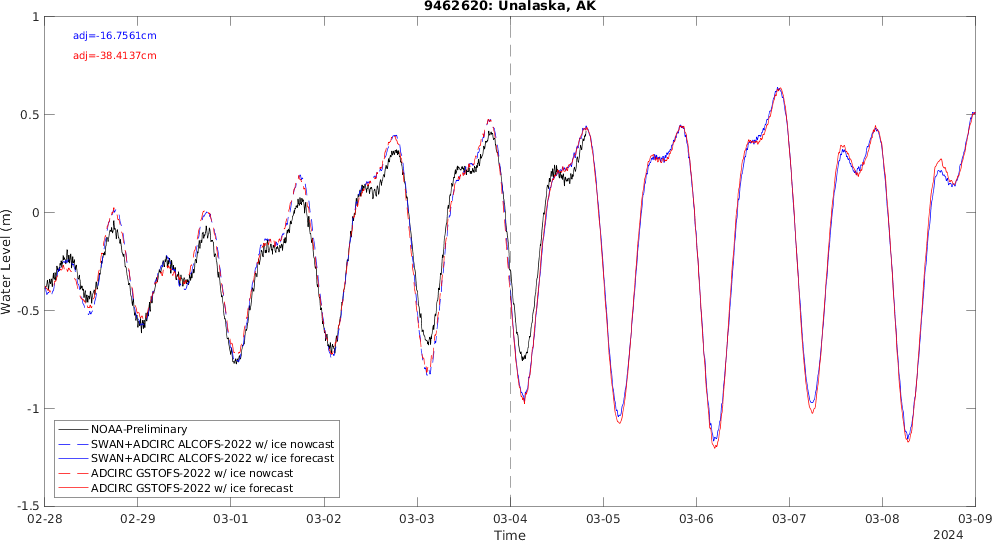 9462620: Unalaska, AK
adj=-16.7561cm
adj=-38.4137cm
Water Level (m)
1
0.5
0
-0.5
-1
-1.5
NOAA-Preliminary
SWAN+ADCIRC ALCOFS-2022 w/ ice nowcast
SWAN+ADCIRC ALCOFS-2022 w/ ice forecast
ADCIRC GSTOFS-2022 w/ ice nowcast
ADCIRC GSTOFS-2022 w/ ice forecast
02-28 02-29 03-01 03-02 03-03 03-04 03-05 03-06 03-07 03-08 03-09
Time
2024